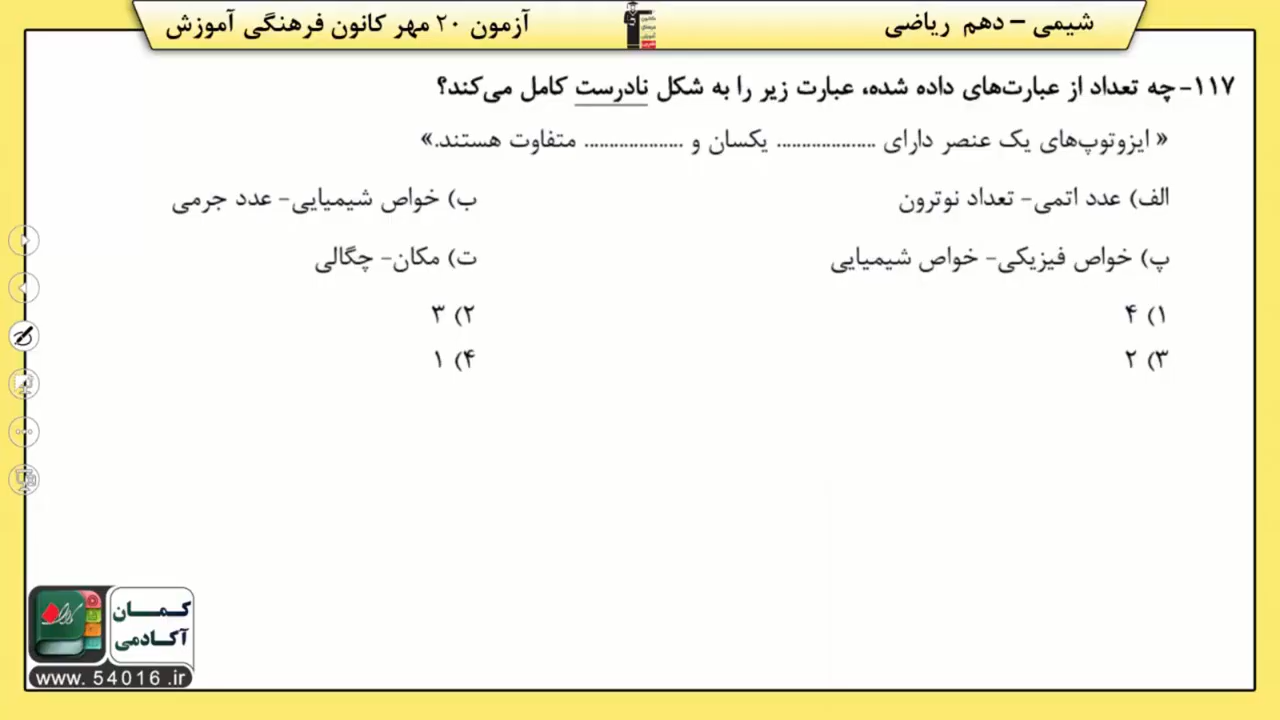 شیمی – دهم ریاضی
آزمون ۲۰ مهر کانون فرهنگی آموزش
۱۱۷- چه تعداد از عبارت‌های داده شده، عبارت زیر را به شکل نادرست کامل می‌کند؟
« ایزوتوپ‌های یک عنصر دارای .................... یکسان و .................... متفاوت هستند.»
الف) عدد اتمی- تعداد نوترون
ب) خواص شیمیایی- عدد جرمی
پ) خواص فیزیکی- خواص شیمیایی
ت) مکان- چگالی
۱) ۴
۲) ۳
۳) ۲
۴) ۱
کمان
آکادمی
www. 54016 .ir